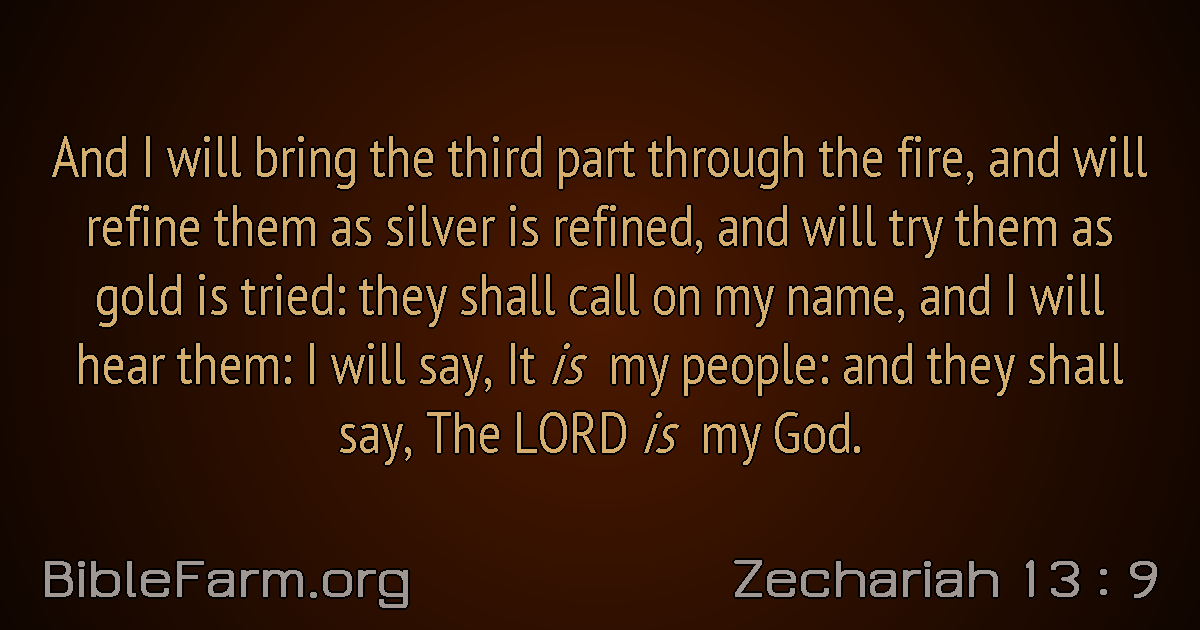 And I will bring the third part through the fire, and will
refine them as silver is refined, and will try them as
gold is tried: they shall call on my name, and I will
hear them: I will say, It is my people: and they shall
say, The LORD is my God.
BibleFarm.org
Zechariah 13 : 9